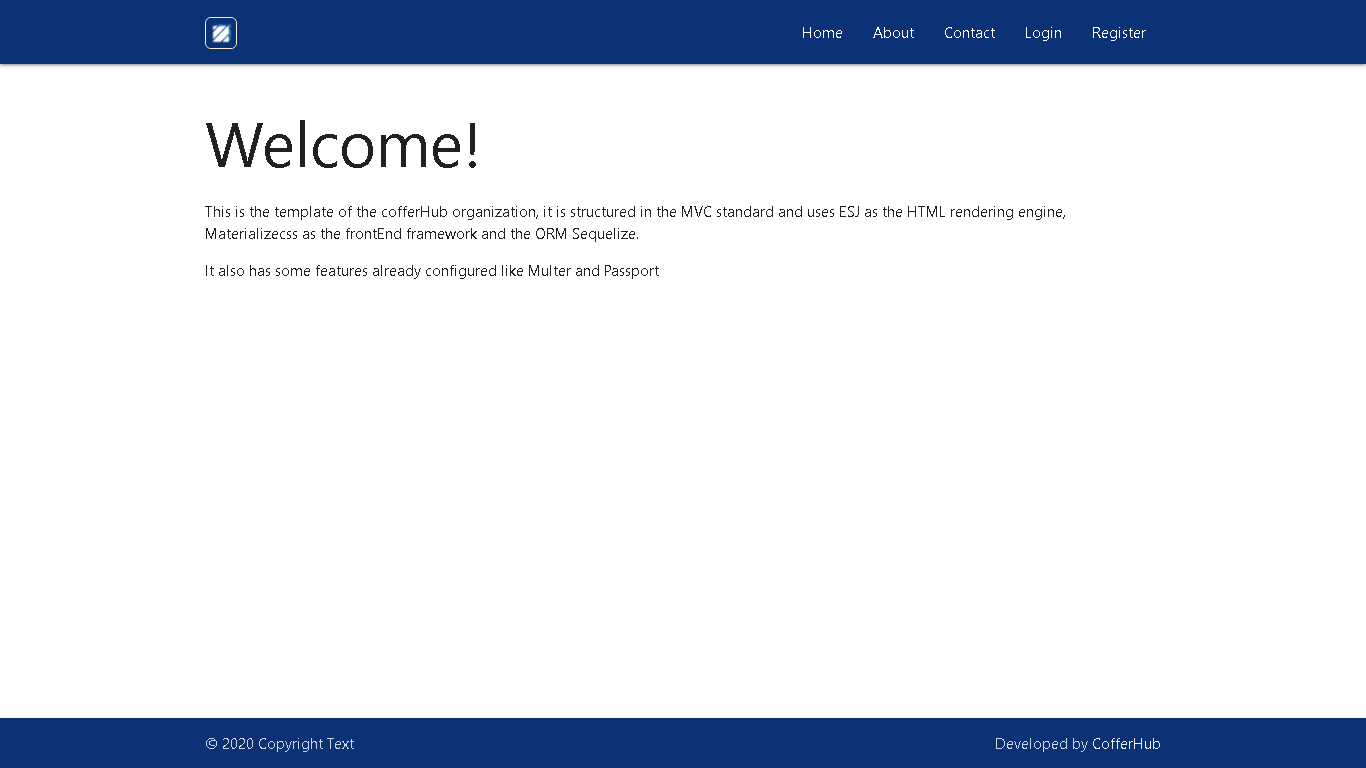 Home About Contact Login Register
Welcome!
This is the template of the cofferHub organization, it is structured in the MVC standard and uses ESJ as the HTML rendering engine,
Materializecss as the frontEnd framework and the ORM Sequelize.
It also has some features already configured like Multer and Passport
© 2020 Copyright Text
Developed by CofferHub